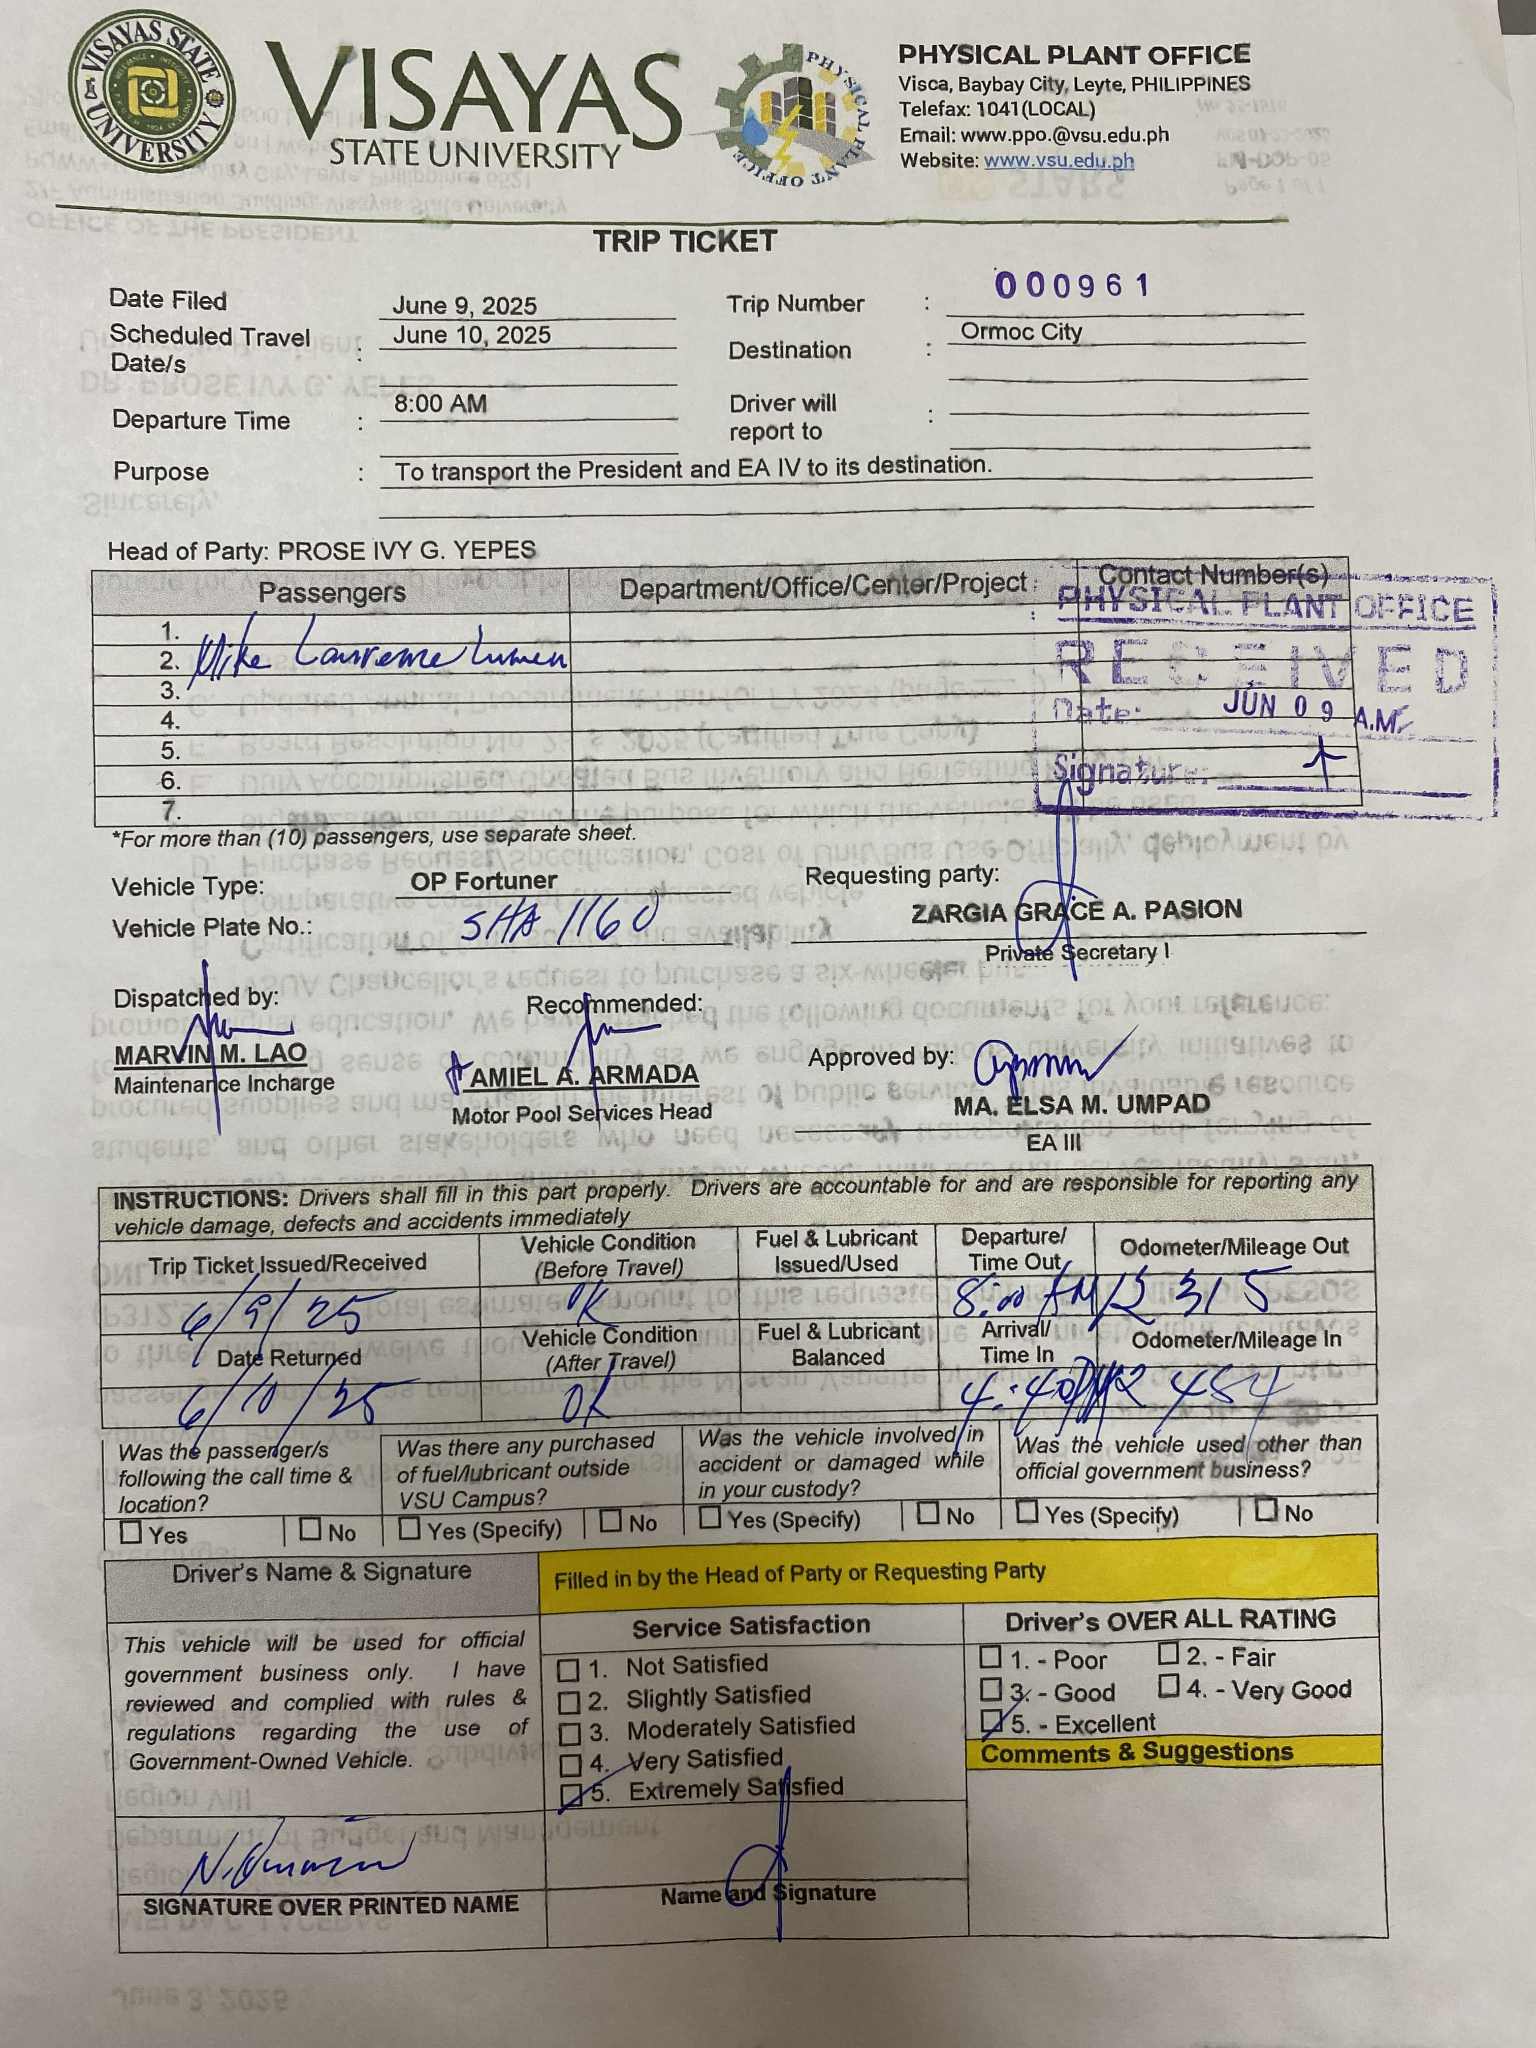 VISAYAS STATE UNIVERSITY
VISAYAS
STATE UNIVERSITY
PHYSICAL PLANT OFFICE
PHYSICAL PLANT OFFICE
Visca, Baybay City, Leyte, PHILIPPINES
Telefax: 1041(LOCAL)
Email: www.ppo.@vsu.edu.ph
Website: www.vsu.edu.ph
TRIP TICKET
Date Filed June 9, 2025 Trip Number : 000961
Scheduled Travel Date/s : June 10, 2025 Destination : Ormoc City
Departure Time : 8:00 AM Driver will report to :
Purpose : To transport the President and EA IV to its destination.
Head of Party: PROSE IVY G. YEPES
Passengers Department/Office/Center/Project Contact Number(s)
1.
2. Mike Lawrence Lumen
3.
4.
5.
6.
7.
PHYSICAL PLANT OFFICE
RECEIVED
Date: JUN 09 A.M.
Signature:
*For more than (10) passengers, use separate sheet.
Vehicle Type: OP Fortuner
Vehicle Plate No.: SHA 1160
Requesting party:
ZARGIA GRACE A. PASION
Private Secretary I
Dispatched by:
MARVIN M. LAO
Maintenance Incharge
Recommended:
AMIEL A. ARMADA
Motor Pool Services Head
Approved by:
MA. ELSA M. UMPAD
EA III
INSTRUCTIONS: Drivers shall fill in this part properly. Drivers are accountable for and are responsible for reporting any
vehicle damage, defects and accidents immediately
Trip Ticket Issued/Received Vehicle Condition (Before Travel) Fuel & Lubricant Issued/Used Departure/ Time Out Odometer/Mileage Out
6/9/25 OK 8:00 AM 12 315
Date Returned Vehicle Condition (After Travel) Fuel & Lubricant Balanced Arrival/ Time In Odometer/Mileage In
6/10/25 OK 4:40PM 12 454
Was the passenger/s following the call time & location?
Yes No
Was there any purchased of fuel/lubricant outside VSU Campus?
Yes (Specify) No
Was the vehicle involved in accident or damaged while in your custody?
Yes (Specify) No
Was the vehicle used other than official government business?
Yes (Specify) No
Driver's Name & Signature
Filled in by the Head of Party or Requesting Party
This vehicle will be used for official
government business only. I have
reviewed and complied with rules &
regulations regarding the use of
Government-Owned Vehicle.
SIGNATURE OVER PRINTED NAME
Service Satisfaction
1. Not Satisfied
2. Slightly Satisfied
3. Moderately Satisfied
4. Very Satisfied
5. Extremely Satisfied
Name and Signature
Driver's OVER ALL RATING
1. - Poor 2. - Fair
3. - Good 4. - Very Good
5. - Excellent
Comments & Suggestions